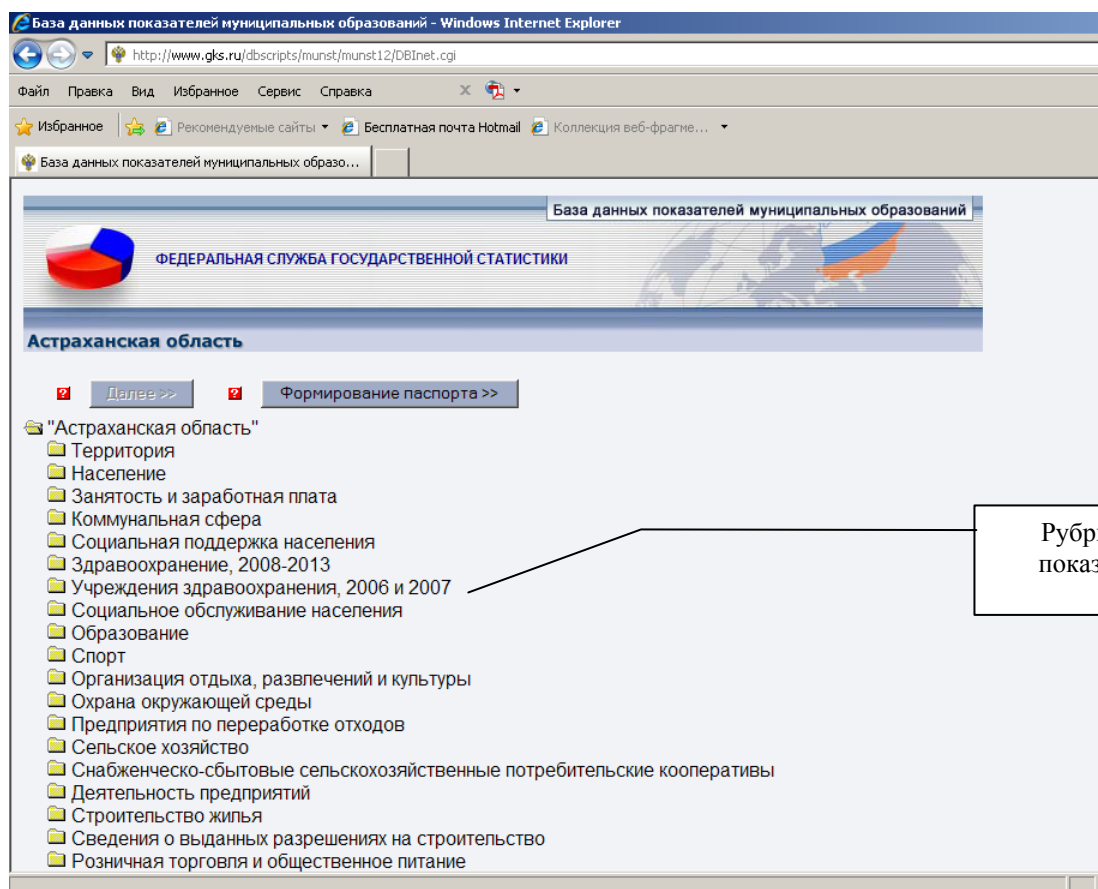 База данных показателей муниципальных образований - Windows Internet Explorer
http://www.gks.ru/dbscripts/munst/munst12/DBInet.cgi
Файл Правка Вид Избранное Сервис Справка x
Избранное Рекомендуемые сайты Бесплатная почта Hotmail Коллекция веб-фрагме...
База данных показателей муниципальных образо...
База данных показателей муниципальных образований
ФЕДЕРАЛЬНАЯ СЛУЖБА ГОСУДАРСТВЕННОЙ СТАТИСТИКИ
Астраханская область
? Далее >> ? Формирование паспорта >>
"Астраханская область"
Территория
Население
Занятость и заработная плата
Коммунальная сфера
Социальная поддержка населения
Здравоохранение, 2008-2013
Учреждения здравоохранения, 2006 и 2007
Социальное обслуживание населения
Образование
Спорт
Организация отдыха, развлечений и культуры
Охрана окружающей среды
Предприятия по переработке отходов
Сельское хозяйство
Снабженческо-сбытовые сельскохозяйственные потребительские кооперативы
Деятельность предприятий
Строительство жилья
Сведения о выданных разрешениях на строительство
Розничная торговля и общественное питание